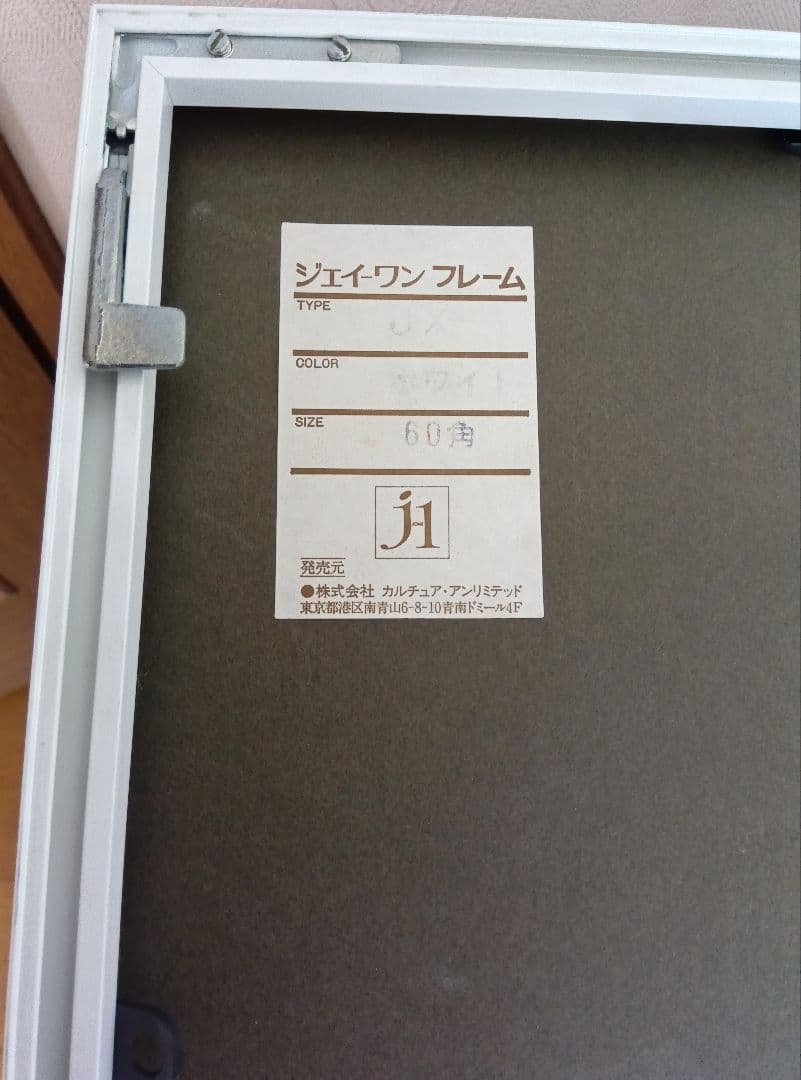 ジェイ-ワン フレーム
TYPE
JX
COLOR
ホワイト
SIZE
60角
j-1
発売元
●株式会社 カルチュア・アンリミテッド
東京都港区南青山6-8-10青南ドミール4F